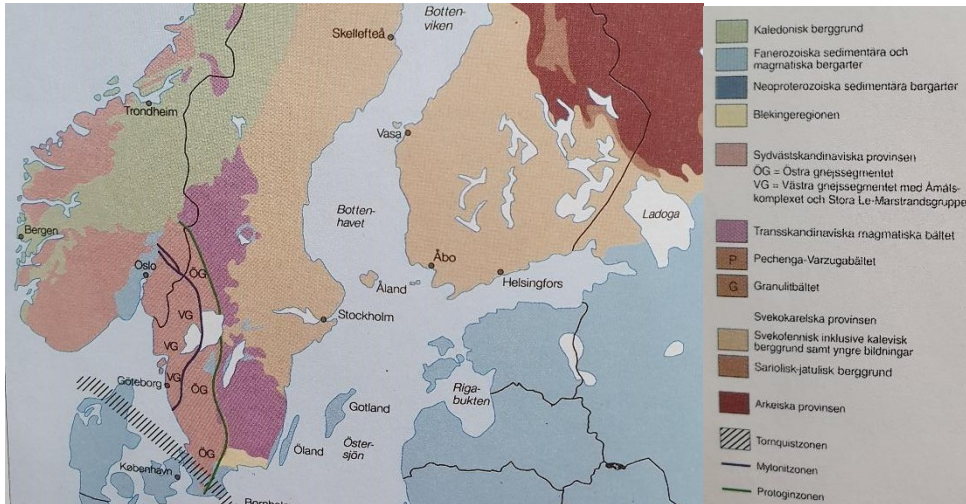 Botten-
viken
Skellefteå
Trondheim
Vasa
Botten-
havet
Ladoga
Bergen
Oslo
ÖG
Åbo
Helsingfors
Åland
VG
Stockholm
VG
VG
ÖG
Göteborg
Gotland
Riga-
bukten
Öland
Öster-
sjön
ÖG
København
Kaledonisk berggrund
Fanerozoiska sedimentära och
magmatiska bergarter
Neoproterozoiska sedimentära bergarter
Blekingeregionen
Sydvästskandinaviska provinsen
ÖG = Östra gnejssegmentet
VG = Västra gnejssegmentet med Åmåls-
komplexet och Stora Le-Marstrandsgruppe
Transskandinaviska magmatiska bältet
P Pechenga-Varzugabältet
G Granulitbältet
Svekokarelska provinsen
Svekofennisk inklusive kalevisk
berggrund samt yngre bildningar
Sariolisk-jatulisk berggrund
Arkeiska provinsen
Tornquistzonen
Mylonitzonen
Protoginzonen